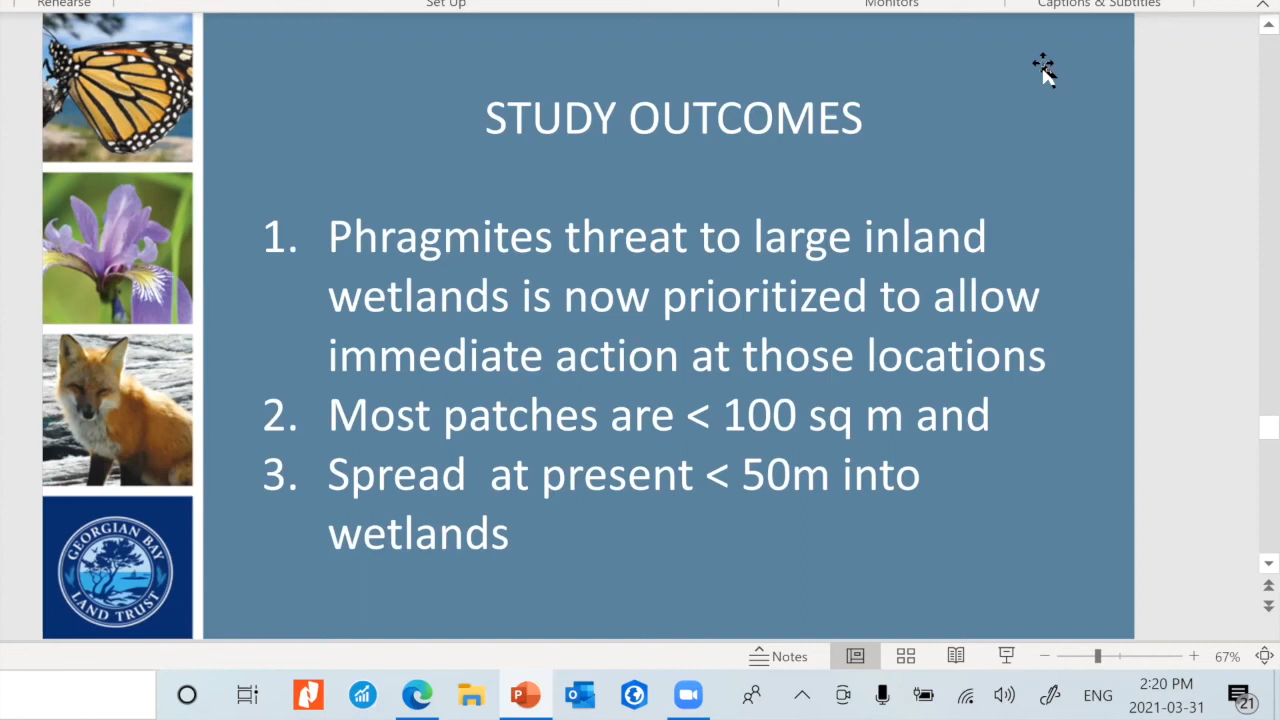 Rehearse
Set Up
Monitors
Captions & Subtitles
STUDY OUTCOMES
1. Phragmites threat to large inland
wetlands is now prioritized to allow
immediate action at those locations
2. Most patches are < 100 sq m and
3. Spread  at present < 50m into
wetlands
GEORGIAN BAY
LAND TRUST
Notes
67%
P
ENG
2:20 PM
2021-03-31
21